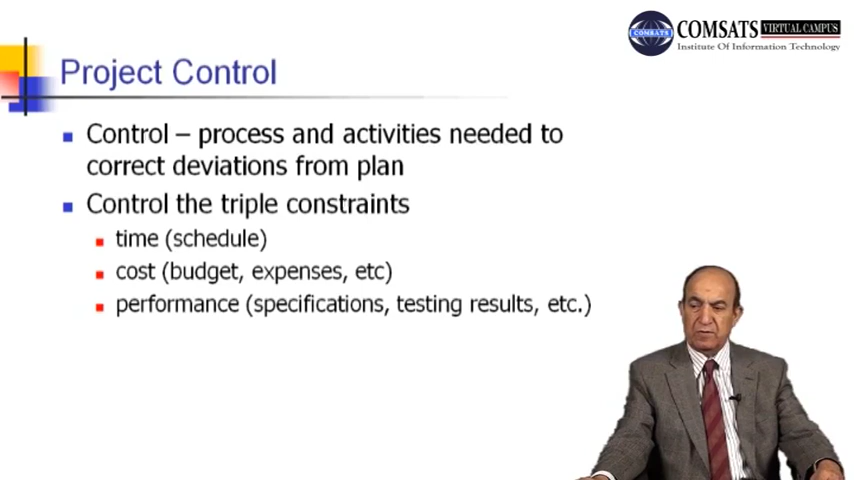 COMSATS VIRTUAL CAMPUS
COMSATS
Institute Of Information Technology
Project Control
Control – process and activities needed to
correct deviations from plan
Control the triple constraints
time (schedule)
cost (budget, expenses, etc)
performance (specifications, testing results, etc.)